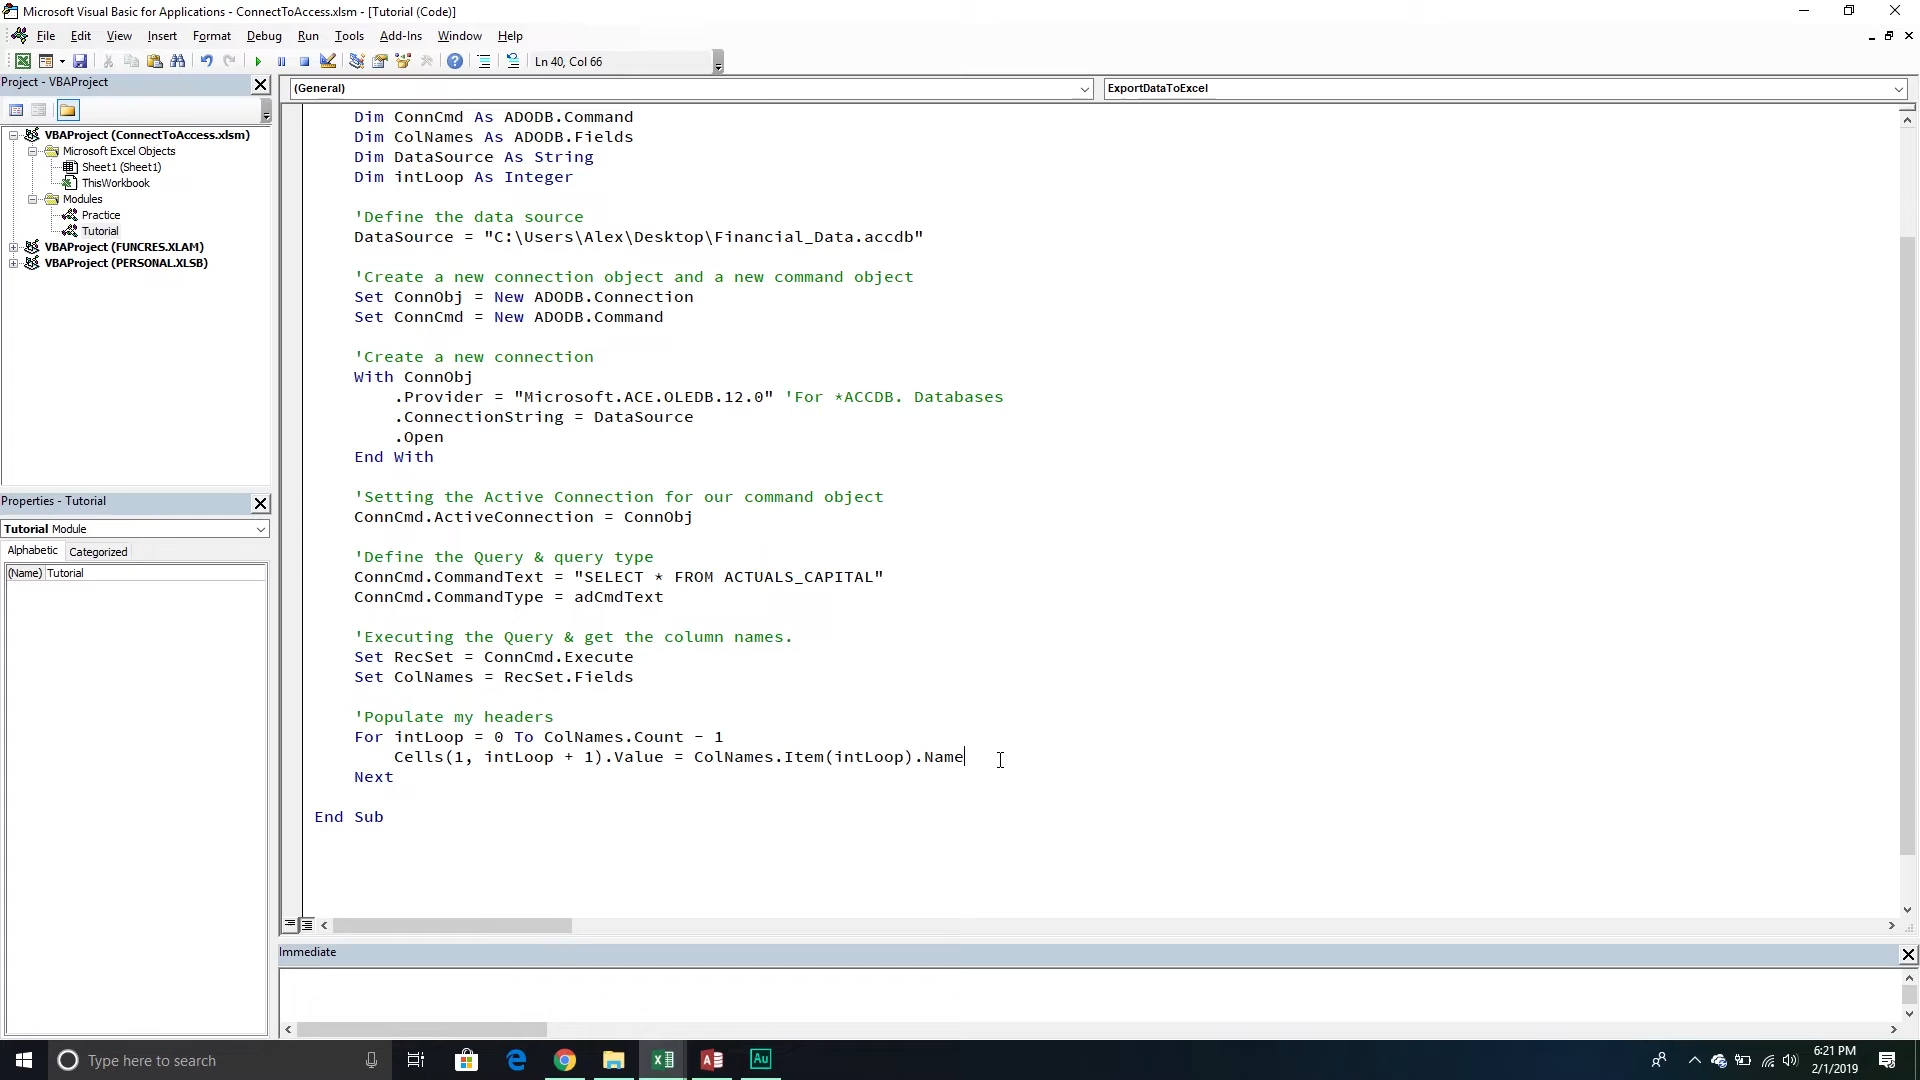 Microsoft Visual Basic for Applications - ConnectToAccess.xlsm - [Tutorial (Code)]
File Edit View Insert Format Debug Run Tools Add-Ins Window Help
Ln 40, Col 66
Project - VBAProject
(General)
ExportDataToExcel
VBAProject (ConnectToAccess.xlsm)
Microsoft Excel Objects
Sheet1 (Sheet1)
ThisWorkbook
Modules
Practice
Tutorial
VBAProject (FUNCRES.XLAM)
VBAProject (PERSONAL.XLSB)
Properties - Tutorial
Tutorial Module
Alphabetic Categorized
(Name) Tutorial
Dim ConnCmd As ADODB.Command
Dim ColNames As ADODB.Fields
Dim DataSource As String
Dim intLoop As Integer
'Define the data source
DataSource = "C:\Users\Alex\Desktop\Financial_Data.accdb"
'Create a new connection object and a new command object
Set ConnObj = New ADODB.Connection
Set ConnCmd = New ADODB.Command
'Create a new connection
With ConnObj
.Provider = "Microsoft.ACE.OLEDB.12.0" 'For *ACCDB. Databases
.ConnectionString = DataSource
.Open
End With
'Setting the Active Connection for our command object
ConnCmd.ActiveConnection = ConnObj
'Define the Query & query type
ConnCmd.CommandText = "SELECT * FROM ACTUALS_CAPITAL"
ConnCmd.CommandType = adCmdText
'Executing the Query & get the column names.
Set RecSet = ConnCmd.Execute
Set ColNames = RecSet.Fields
'Populate my headers
For intLoop = 0 To ColNames.Count - 1
Cells(1, intLoop + 1).Value = ColNames.Item(intLoop).Name
Next
End Sub
Immediate
Type here to search
Au
6:21 PM
2/1/2019